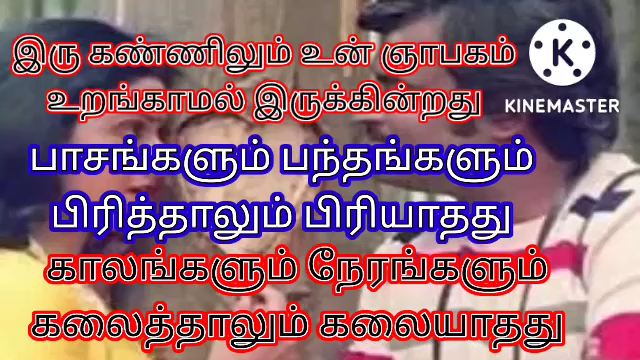 இரு கண்ணிலும் உன் ஞாபகம்
உறங்காமல் இருக்கின்றது
KINEMASTER
பாசங்களும் பந்தங்களும்
பிரித்தாலும் பிரியாதது
காலங்களும் நேரங்களும்
கலைத்தாலும் கலையாதது